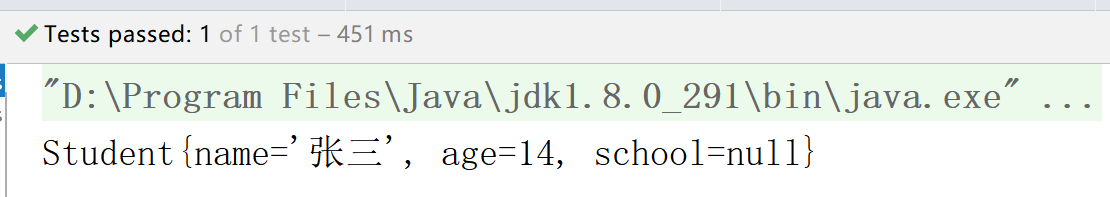 Tests passed: 1 of 1 test – 451 ms
"D:\Program Files\Java\jdk1.8.0_291\bin\java.exe" ...
Student{name='张三', age=14, school=null}